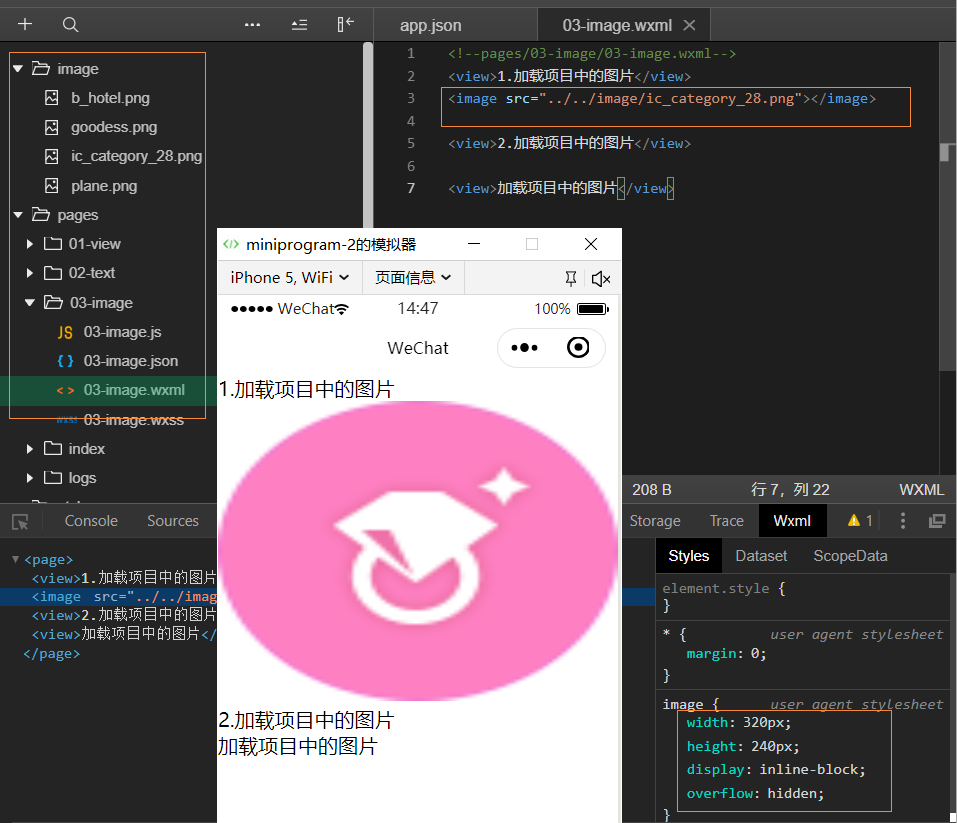 app.json
03-image.wxml
image
b_hotel.png
goodess.png
ic_category_28.png
plane.png
pages
01-view
02-text
03-image
03-image.js
03-image.json
03-image.wxml
03-image.wxss
index
logs
1 <!--pages/03-image/03-image.wxml-->
2 <view>1.加载项目中的图片</view>
3 <image src="../../image/ic_category_28.png"></image>
4
5 <view>2.加载项目中的图片</view>
6
7 <view>加载项目中的图片</view>
miniprogram-2的模拟器
iPhone 5, WiFi 页面信息
WeChat 14:47 100%
WeChat
1.加载项目中的图片
2.加载项目中的图片
加载项目中的图片
208 B 行 7，列 22 WXML
Console Sources Storage Trace Wxml 1
<page>
<view>1.加载项目中的图片
<image src="../../imag
<view>2.加载项目中的图片
<view>加载项目中的图片</
</page>
Styles Dataset ScopeData
element.style {
}
* { user agent stylesheet
margin: 0;
}
image { user agent stylesheet
width: 320px;
height: 240px;
display: inline-block;
overflow: hidden;
}